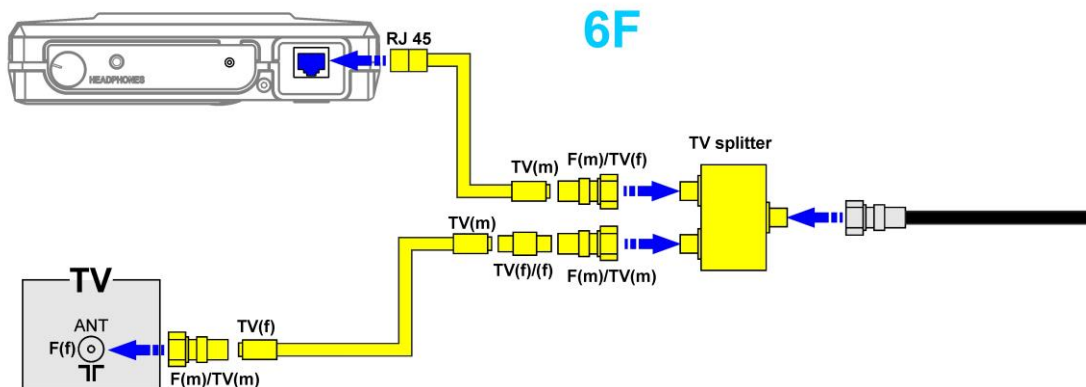 6F
RJ 45
HEADPHONES
TV splitter
TV(m)
F(m)/TV(f)
TV(m)
TV(f)/(f)
F(m)/TV(m)
TV
ANT
F(f)
TV(f)
F(m)/TV(m)